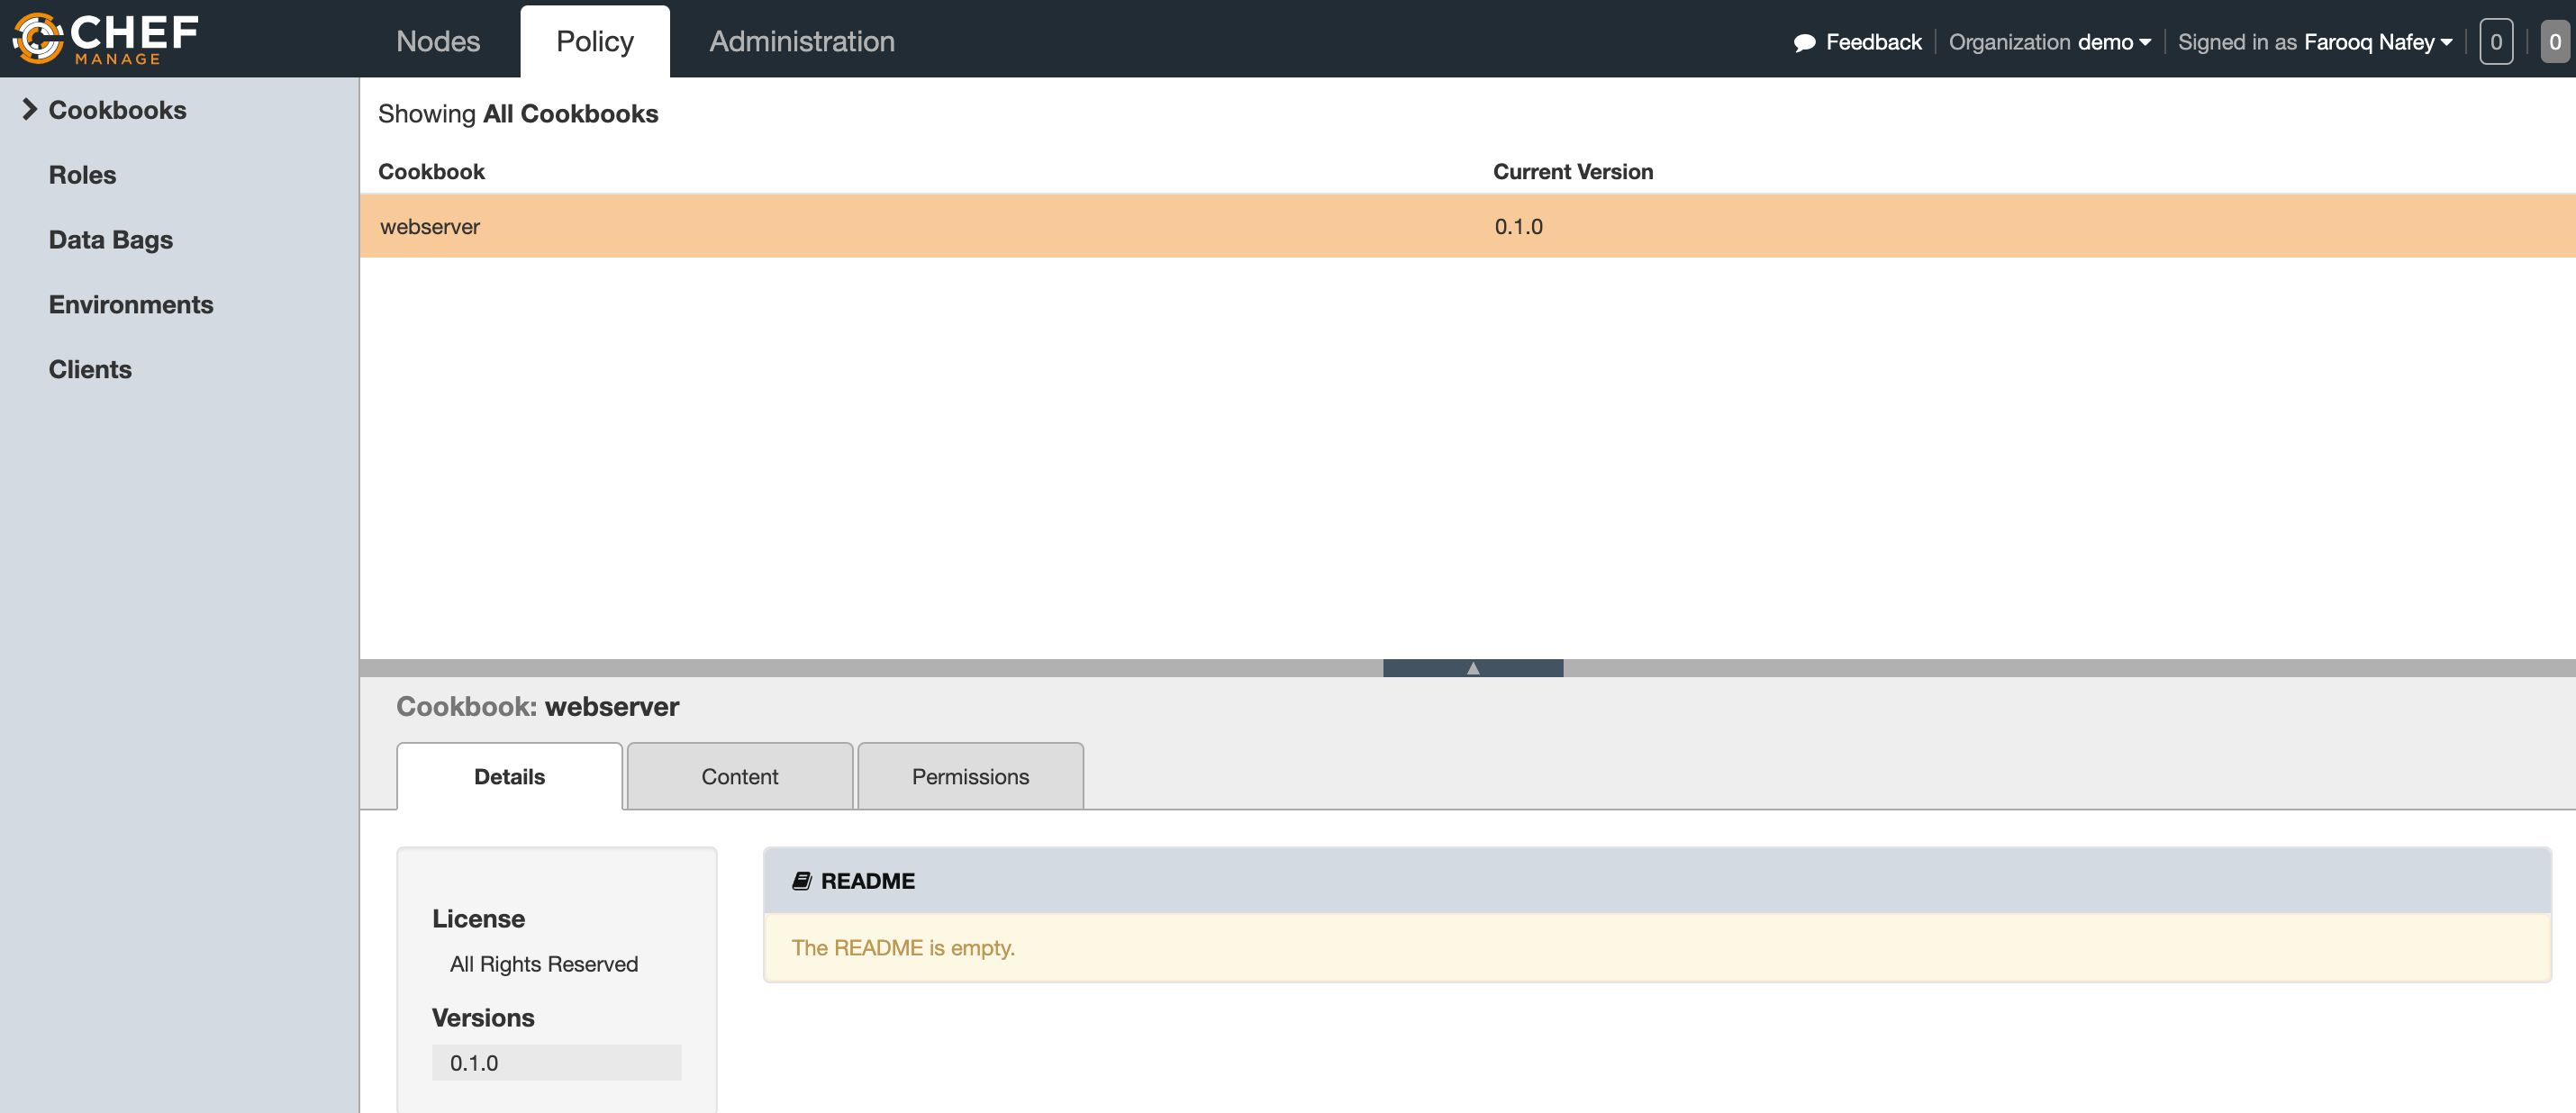 CHEF
MANAGE
Nodes
Policy
Administration
Feedback
Organization demo
Signed in as Farooq Nafey
0
0
Cookbooks
Roles
Data Bags
Environments
Clients
Showing All Cookbooks
Cookbook Current Version
webserver 0.1.0
Cookbook: webserver
Details
Content
Permissions
License
All Rights Reserved
Versions
0.1.0
README
The README is empty.